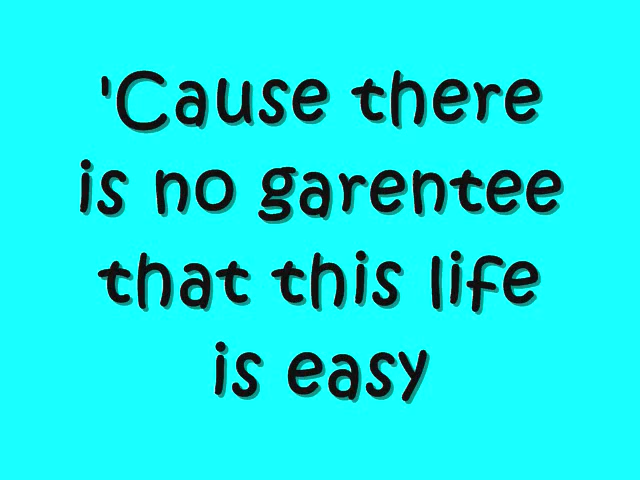 'Cause there
is no garentee
that this life
is easy